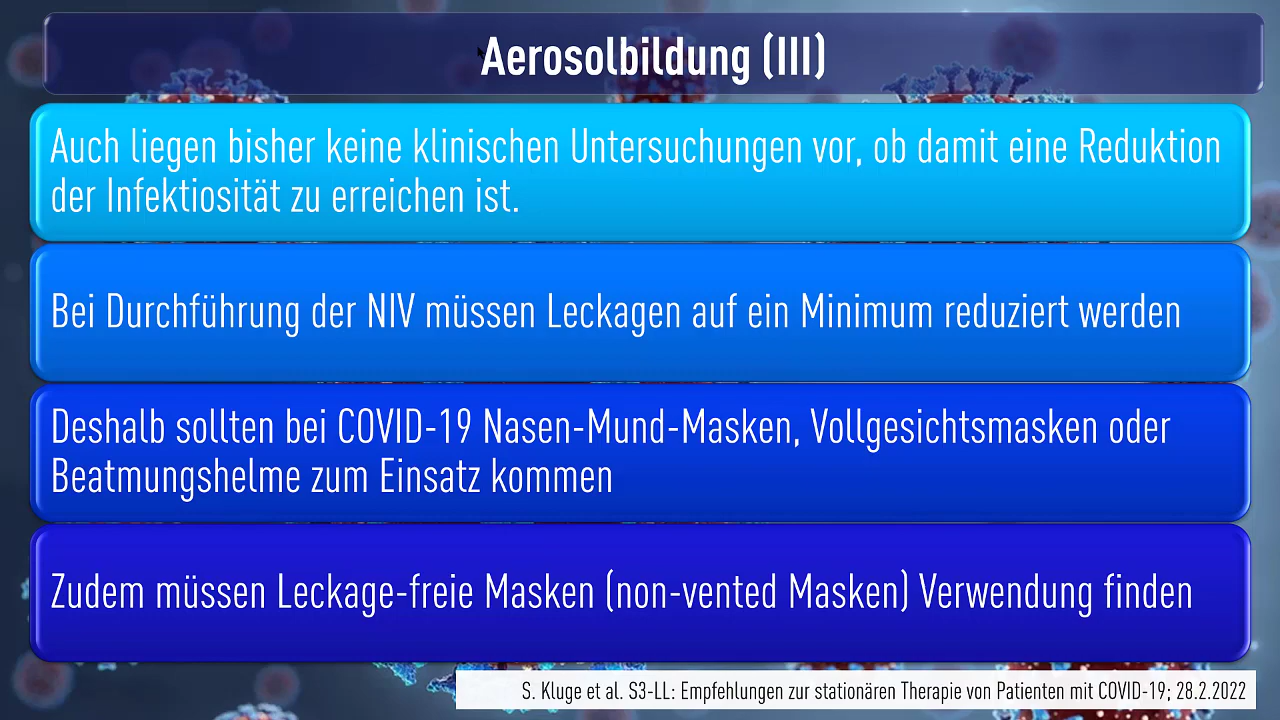 Aerosolbildung (III)
Auch liegen bisher keine klinischen Untersuchungen vor, ob damit eine Reduktion
der Infektiosität zu erreichen ist.
Bei Durchführung der NIV müssen Leckagen auf ein Minimum reduziert werden
Deshalb sollten bei COVID-19 Nasen-Mund-Masken, Vollgesichtsmasken oder
Beatmungshelme zum Einsatz kommen
Zudem müssen Leckage-freie Masken (non-vented Masken) Verwendung finden
S. Kluge et al. S3-LL: Empfehlungen zur stationären Therapie von Patienten mit COVID-19; 28.2.2022